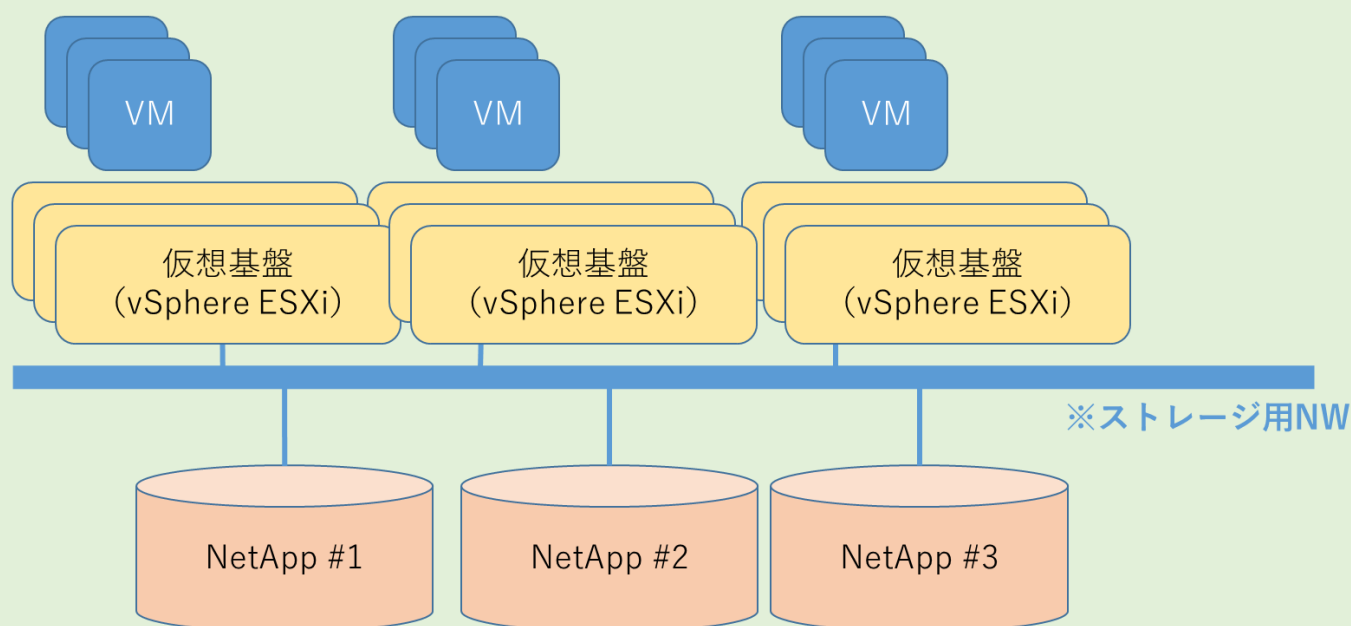 VM
VM
VM
仮想基盤
(vSphere ESXi)
仮想基盤
(vSphere ESXi)
仮想基盤
(vSphere ESXi)
※ストレージ用NW
NetApp #1
NetApp #2
NetApp #3